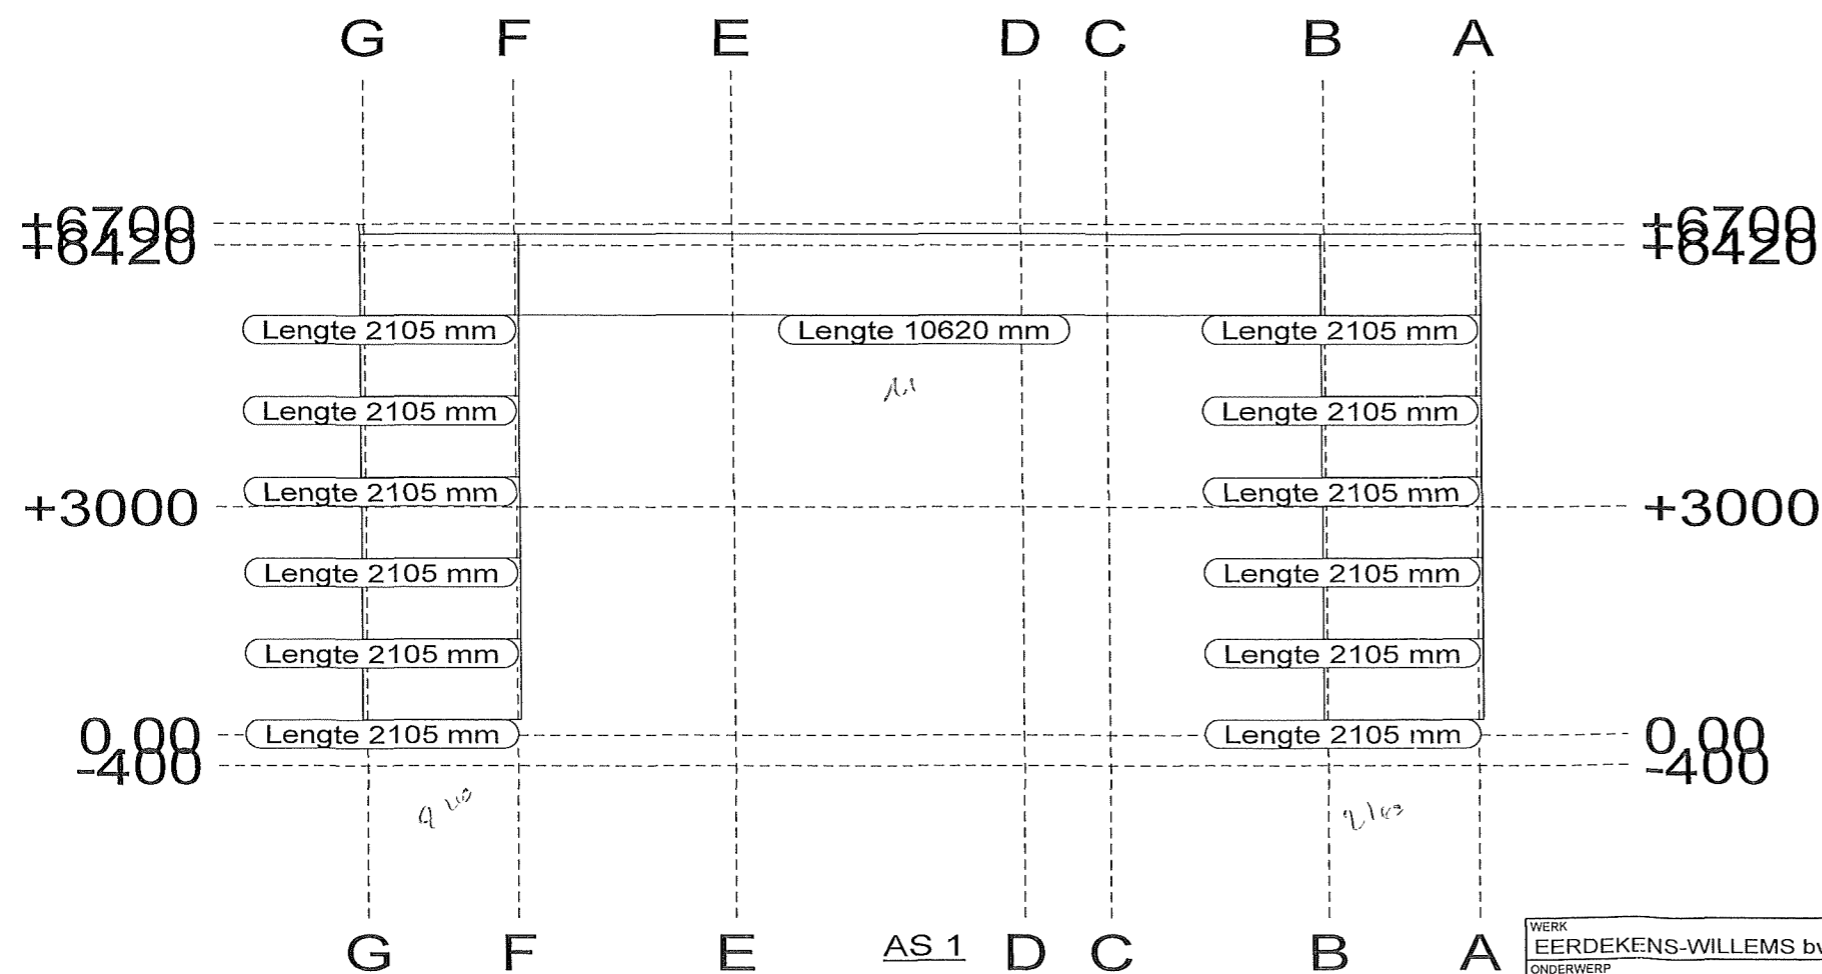 G F E D C B A
+6700 +6700
+6420 +6420
Lengte 2105 mm Lengte 10620 mm Lengte 2105 mm
Lengte 2105 mm Lengte 2105 mm
Lengte 2105 mm Lengte 2105 mm
+3000 +3000
Lengte 2105 mm Lengte 2105 mm
Lengte 2105 mm Lengte 2105 mm
0.00 Lengte 2105 mm Lengte 2105 mm 0.00
-400 -400
G F E AS 1 D C B A
WERK
EERDEKENS-WILLEMS bv
ONDERWERP